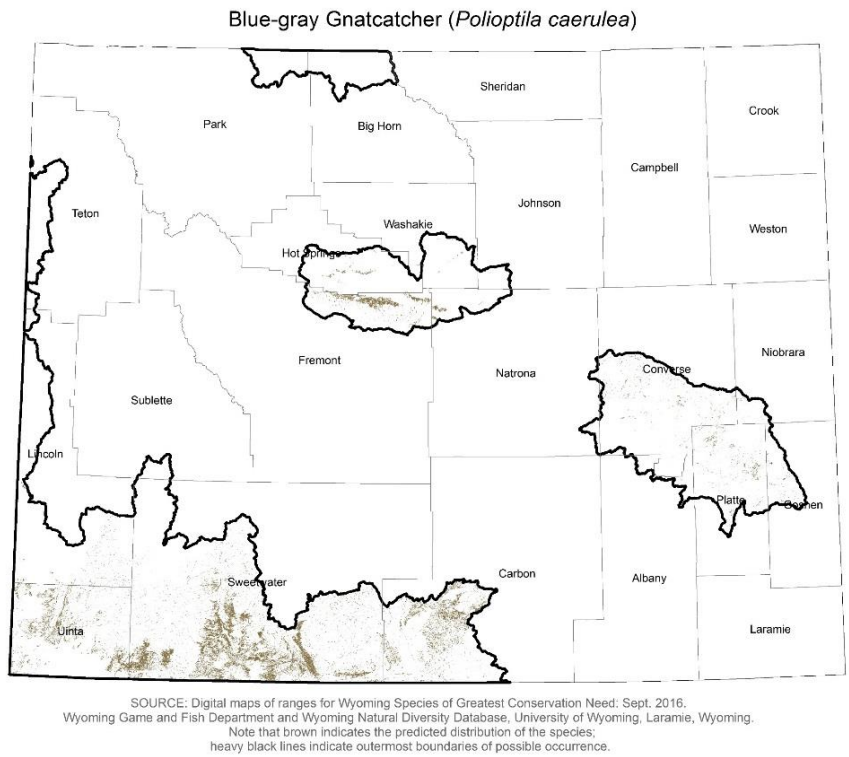 Blue-gray Gnatcatcher (Polioptila caerulea)
Sheridan
Crook
Park
Big Horn
Campbell
Johnson
Teton
Washakie
Weston
Hot Springs
Fremont
Niobrara
Converse
Natrona
Sublette
Lincoln
Platte
Goshen
Carbon
Albany
Sweetwater
Uinta
Laramie
SOURCE: Digital maps of ranges for Wyoming Species of Greatest Conservation Need: Sept. 2016.
Wyoming Game and Fish Department and Wyoming Natural Diversity Database, University of Wyoming, Laramie, Wyoming.
Note that brown indicates the predicted distribution of the species;
heavy black lines indicate outermost boundaries of possible occurrence.